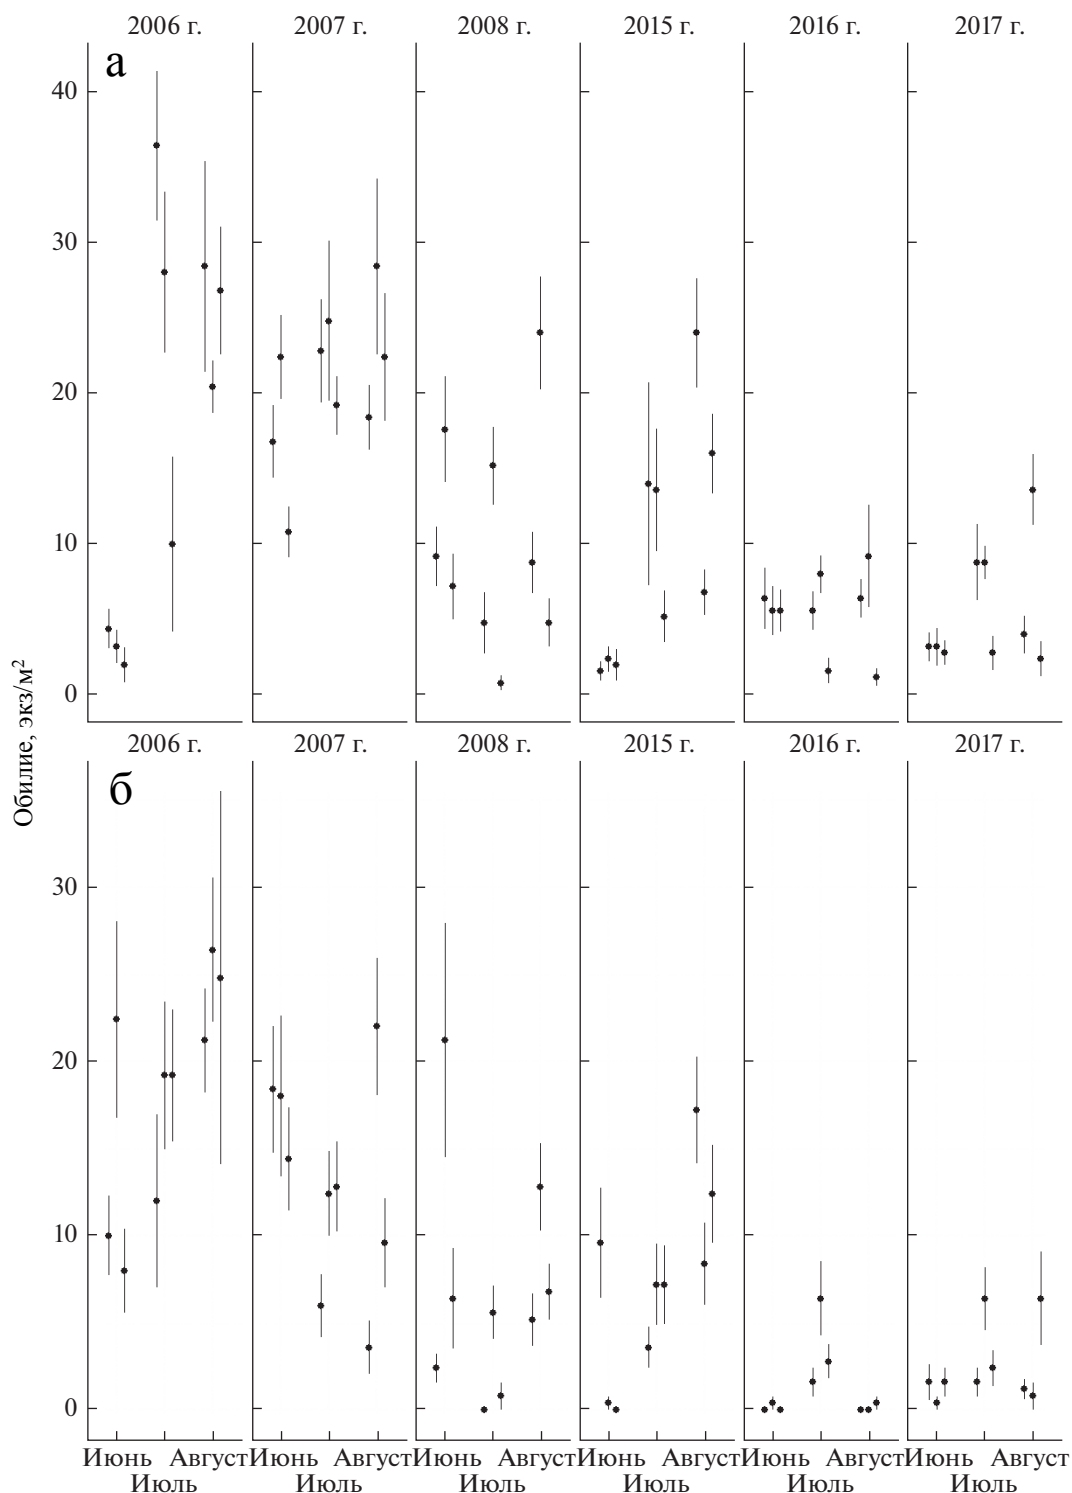 2006 г. 2007 г. 2008 г. 2015 г. 2016 г. 2017 г.
а
40
30
20
10
0
Обилие, экз/м²
2006 г. 2007 г. 2008 г. 2015 г. 2016 г. 2017 г.
б
30
20
10
0
Июнь Август Июнь Август Июнь Август Июнь Август Июнь Август Июнь Август
Июль Июль Июль Июль Июль Июль